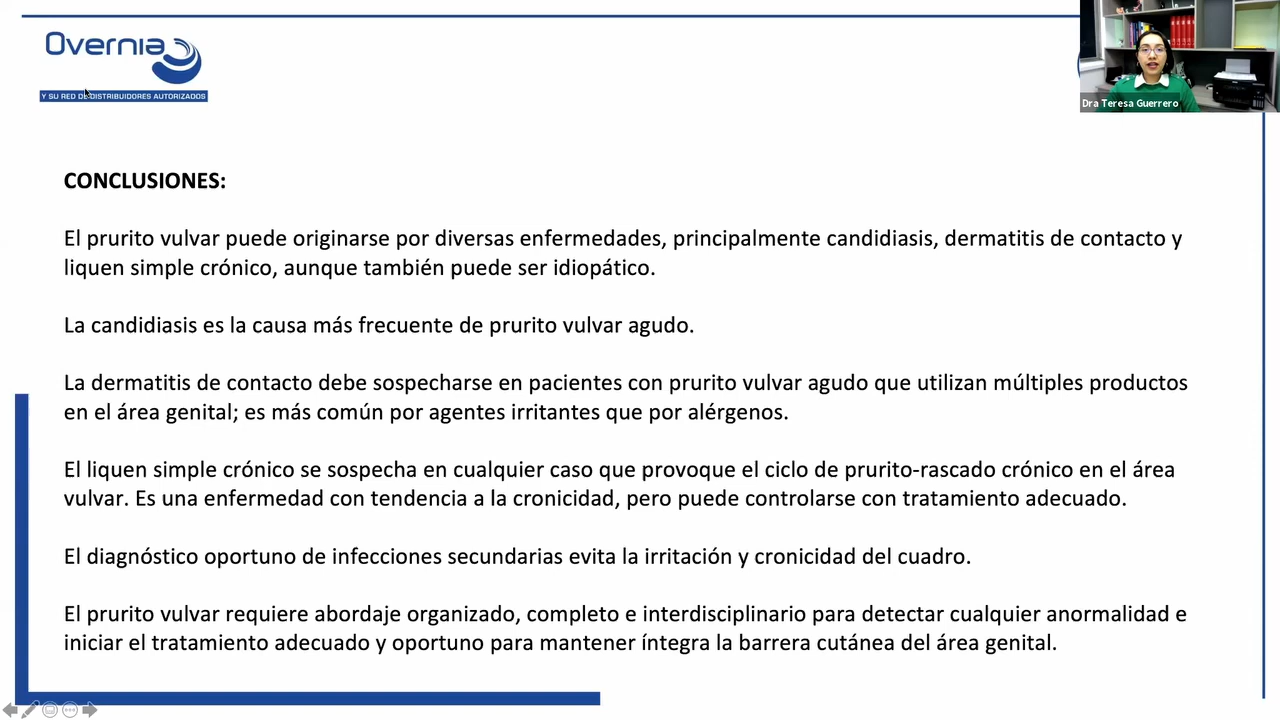 Overnia
Y SU RED DE DISTRIBUIDORES AUTORIZADOS
Dra Teresa Guerrero
CONCLUSIONES:
El prurito vulvar puede originarse por diversas enfermedades, principalmente candidiasis, dermatitis de contacto y
liquen simple crónico, aunque también puede ser idiopático.
La candidiasis es la causa más frecuente de prurito vulvar agudo.
La dermatitis de contacto debe sospecharse en pacientes con prurito vulvar agudo que utilizan múltiples productos
en el área genital; es más común por agentes irritantes que por alérgenos.
El liquen simple crónico se sospecha en cualquier caso que provoque el ciclo de prurito-rascado crónico en el área
vulvar. Es una enfermedad con tendencia a la cronicidad, pero puede controlarse con tratamiento adecuado.
El diagnóstico oportuno de infecciones secundarias evita la irritación y cronicidad del cuadro.
El prurito vulvar requiere abordaje organizado, completo e interdisciplinario para detectar cualquier anormalidad e
iniciar el tratamiento adecuado y oportuno para mantener íntegra la barrera cutánea del área genital.